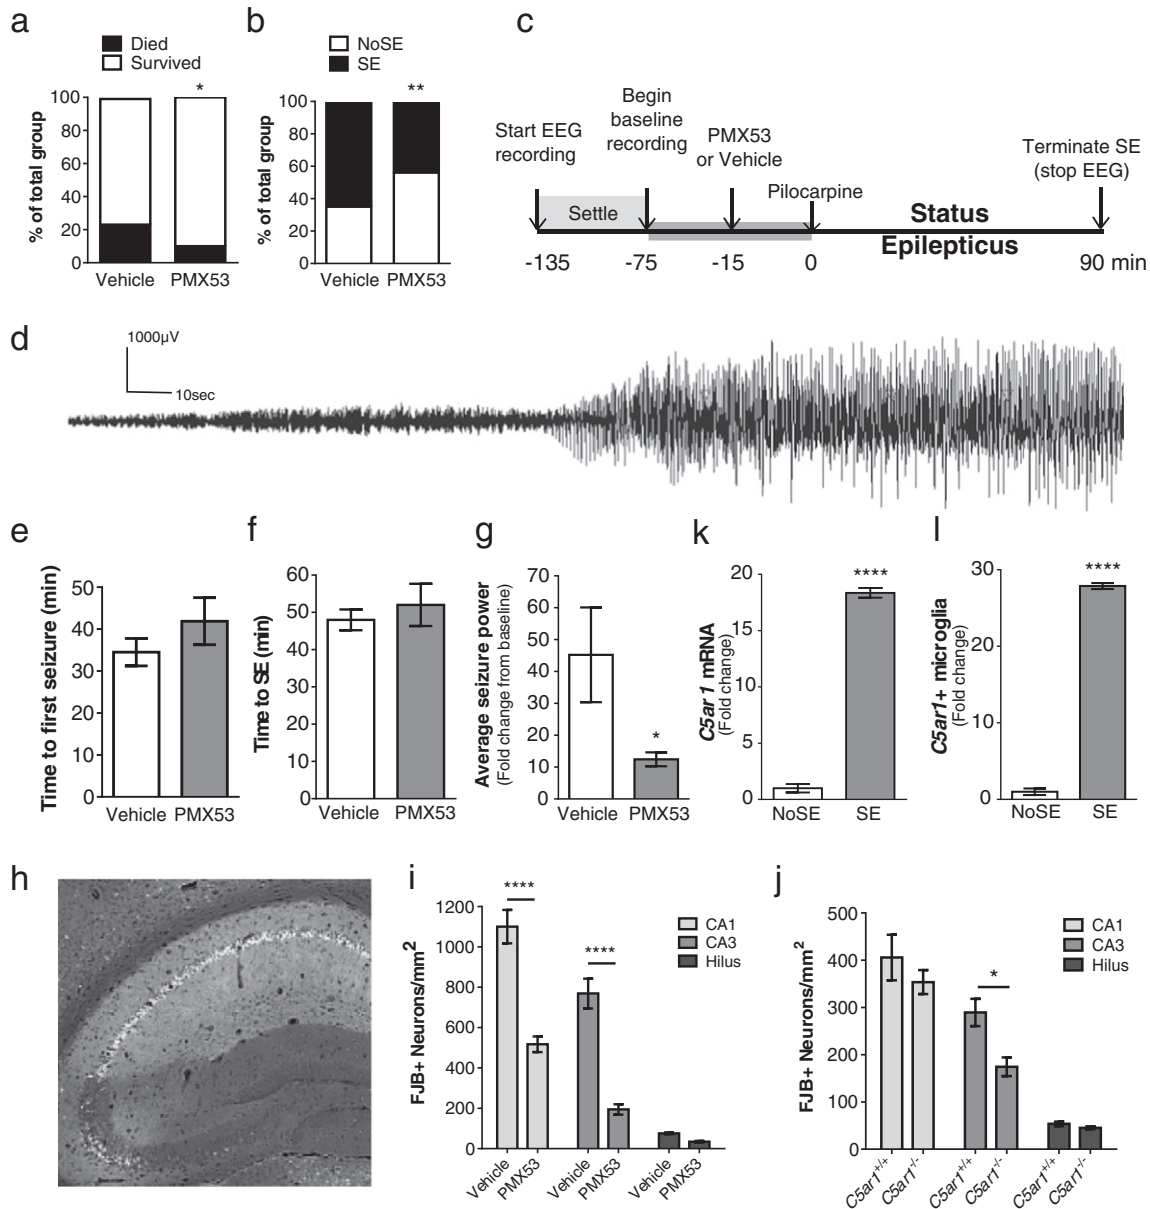 a
Died
Survived
*
% of total group
100
80
60
40
20
0
Vehicle PMX53
b
NoSE
SE
**
% of total group
100
80
60
40
20
0
Vehicle PMX53
c
Start EEG
recording
Begin
baseline
recording
PMX53
or Vehicle
Pilocarpine
Terminate SE
(stop EEG)
Settle
Status
Epilepticus
-135 -75 -15 0 90 min
d
1000µV
10sec
e
Time to first seizure (min)
50
40
30
20
10
0
Vehicle PMX53
f
Time to SE (min)
60
50
40
30
20
10
0
Vehicle PMX53
g
Average seizure power
(Fold change from baseline)
70
60
50
40
30
20
10
0
*
Vehicle PMX53
k
C5ar1 mRNA
(Fold change)
20
15
10
5
0
****
NoSE SE
l
C5ar1+ microglia
(Fold change)
30
20
10
0
****
NoSE SE
h
i
FJB+ Neurons/mm2
1200
1000
800
600
400
200
0
****
****
CA1
CA3
Hilus
Vehicle
PMX53
Vehicle
PMX53
Vehicle
PMX53
j
FJB+ Neurons/mm2
500
400
300
200
100
0
*
CA1
CA3
Hilus
C5ar1+/+
C5ar1-/-
C5ar1+/+
C5ar1-/-
C5ar1+/+
C5ar1-/-